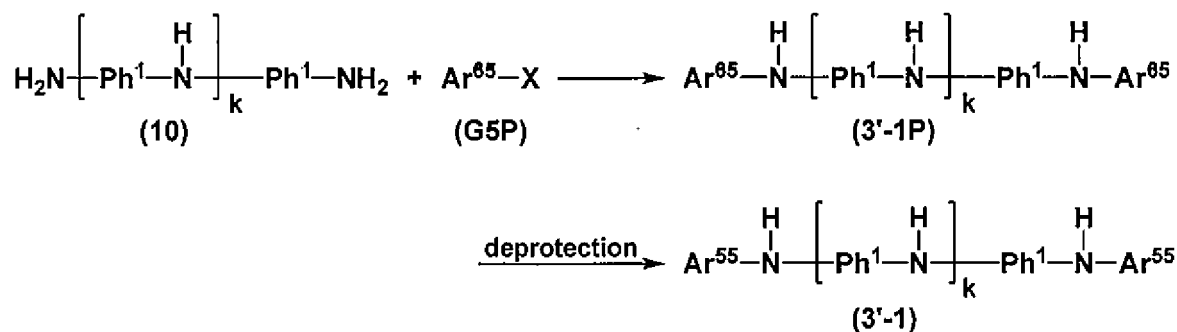 H₂N [ Ph¹—N(H) ]k Ph¹—NH₂ + Ar⁶⁵—X → Ar⁶⁵—N(H) [ Ph¹—N(H) ]k Ph¹—N(H)—Ar⁶⁵
(10) (G5P) (3'-1P)
deprotection → Ar⁵⁵—N(H) [ Ph¹—N(H) ]k Ph¹—N(H)—Ar⁵⁵
(3'-1)